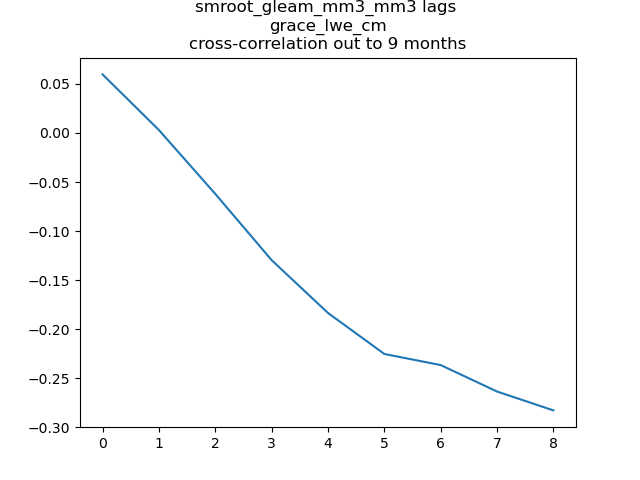 smroot_gleam_mm3_mm3 lags
grace_lwe_cm
cross-correlation out to 9 months
0.05
0.00
−0.05
−0.10
−0.15
−0.20
−0.25
−0.30
0 1 2 3 4 5 6 7 8